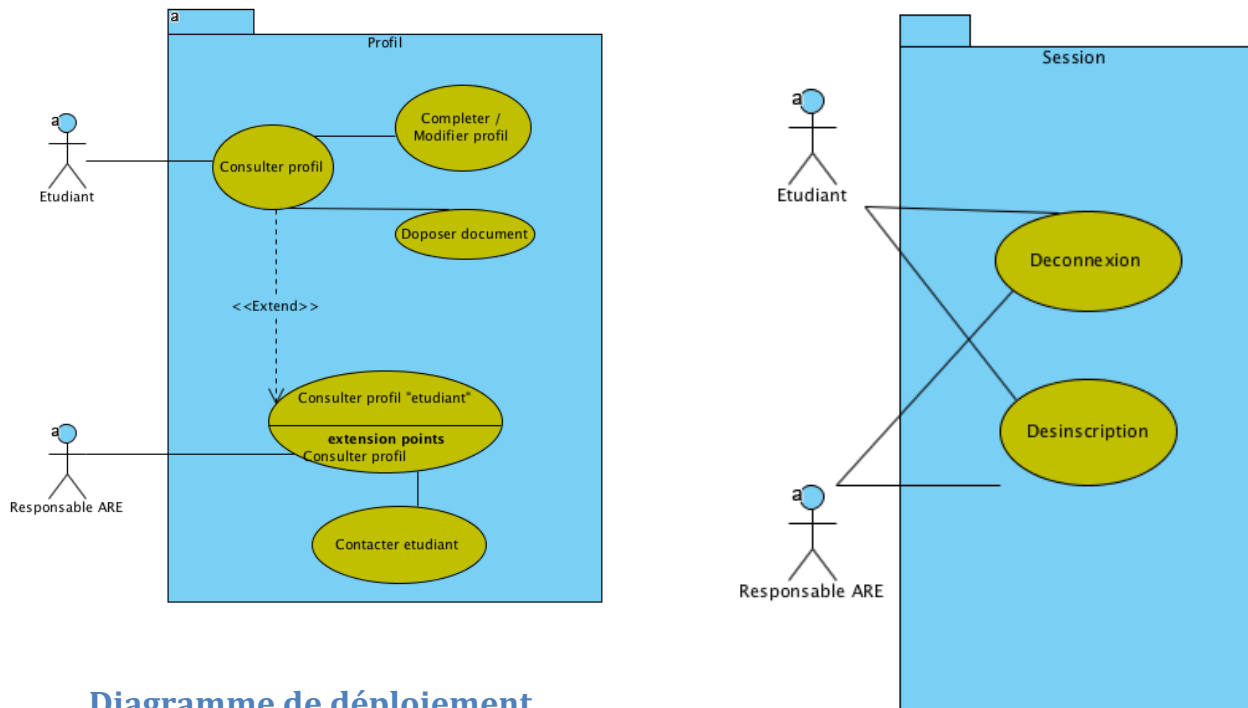 a
Profil
a
Etudiant
Consulter profil
Completer /
Modifier profil
Doposer document
<<Extend>>
Consulter profil "etudiant"
extension points
Consulter profil
a
Responsable ARE
Contacter etudiant
Session
a
Etudiant
Deconnexion
Desinscription
a
Responsable ARE
Diagramme de déploiement